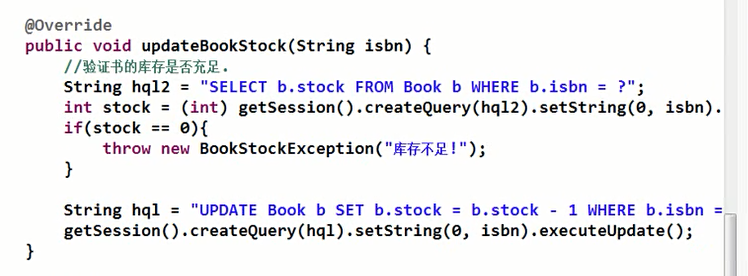 @Override
public void updateBookStock(String isbn) {
//验证书的库存是否充足.
String hql2 = "SELECT b.stock FROM Book b WHERE b.isbn = ?";
int stock = (int) getSession().createQuery(hql2).setString(0, isbn).
if(stock == 0){
throw new BookStockException("库存不足!");
}
String hql = "UPDATE Book b SET b.stock = b.stock - 1 WHERE b.isbn =
getSession().createQuery(hql).setString(0, isbn).executeUpdate();
}